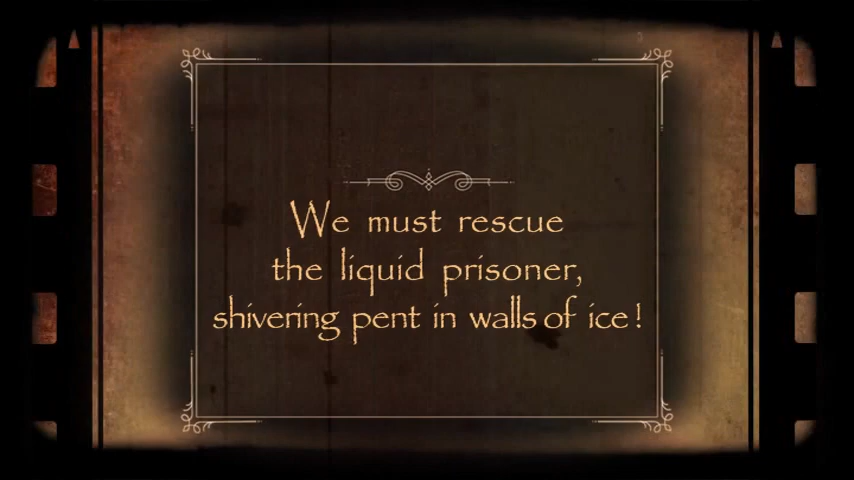 We must rescue
the liquid prisoner,
shivering pent in walls of ice!